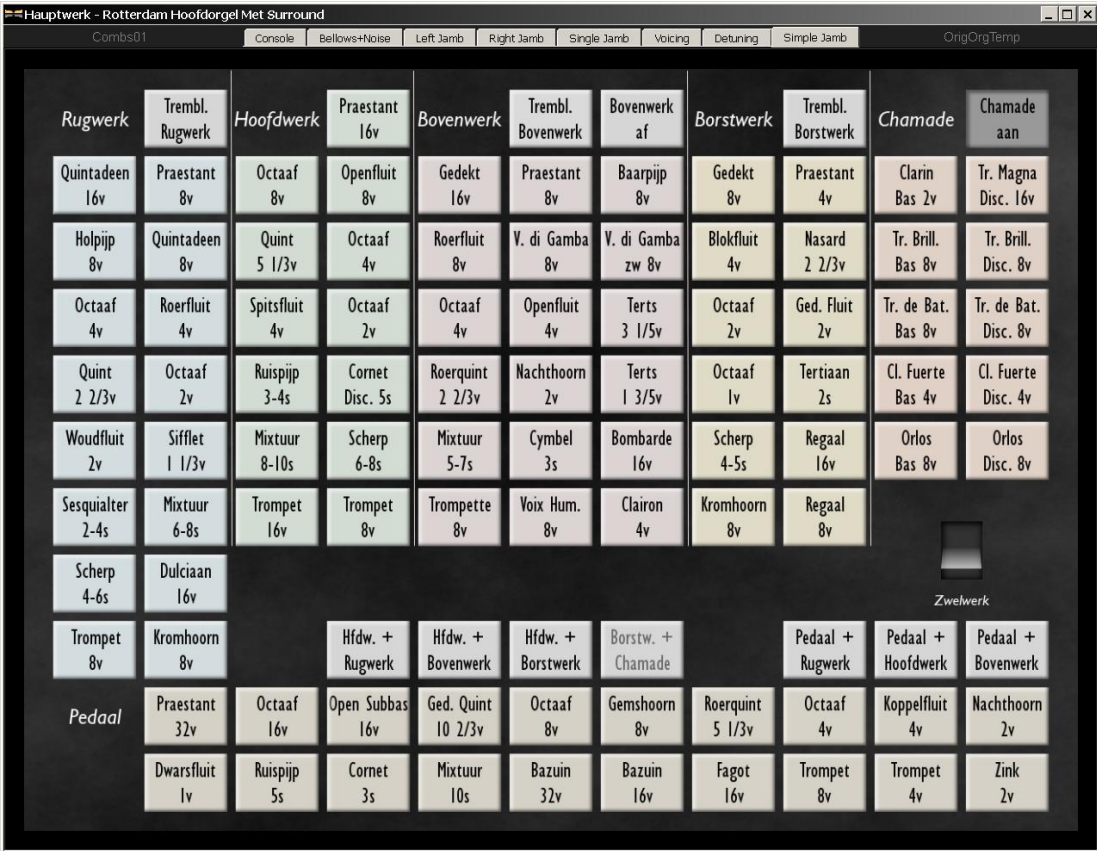 Hauptwerk - Rotterdam Hoofdorgel Met Surround
Combs01 Console Bellows+Noise Left Jamb Right Jamb Single Jamb Voicing Detuning Simple Jamb OrigOrgTemp
Rugwerk Trembl. Rugwerk Hoofdwerk Praestant 16v Bovenwerk Trembl. Bovenwerk Bovenwerk af Borstwerk Trembl. Borstwerk Chamade Chamade aan
Quintadeen 16v Praestant 8v Octaaf 8v Openfluit 8v Gedekt 16v Praestant 8v Baarpijp 8v Gedekt 8v Praestant 4v Clarin Bas 2v Tr. Magna Disc. 16v
Holpijp 8v Quintadeen 8v Quint 5 1/3v Octaaf 4v Roerfluit 8v V. di Gamba 8v V. di Gamba zw 8v Blokfluit 4v Nasard 2 2/3v Tr. Brill. Bas 8v Tr. Brill. Disc. 8v
Octaaf 4v Roerfluit 4v Spitsfluit 4v Octaaf 2v Octaaf 4v Openfluit 4v Terts 3 1/5v Octaaf 2v Ged. Fluit 2v Tr. de Bat. Bas 8v Tr. de Bat. Disc. 8v
Quint 2 2/3v Octaaf 2v Ruispijp 3-4s Cornet Disc. 5s Roerquint 2 2/3v Nachthoorn 2v Terts 1 3/5v Octaaf 1v Tertiaan 2s Cl. Fuerte Bas 4v Cl. Fuerte Disc. 4v
Woudfluit 2v Sifflet 1 1/3v Mixtuur 8-10s Scherp 6-8s Mixtuur 5-7s Cymbel 3s Bombarde 16v Scherp 4-5s Regaal 16v Orlos Bas 8v Orlos Disc. 8v
Sesquialter 2-4s Mixtuur 6-8s Trompet 16v Trompet 8v Trompette 8v Voix Hum. 8v Clairon 4v Kromhoorn 8v Regaal 8v
Scherp 4-6s Dulciaan 16v
Zwelwerk
Trompet 8v Kromhoorn 8v Hfdw. + Rugwerk Hfdw. + Bovenwerk Hfdw. + Borstwerk Borstw. + Chamade Pedaal + Rugwerk Pedaal + Hoofdwerk Pedaal + Bovenwerk
Pedaal Praestant 32v Octaaf 16v Open Subbas 16v Ged. Quint 10 2/3v Octaaf 8v Gemshoorn 8v Roerquint 5 1/3v Octaaf 4v Koppelfluit 4v Nachthoorn 2v
Dwarsfluit 1v Ruispijp 5s Cornet 3s Mixtuur 10s Bazuin 32v Bazuin 16v Fagot 16v Trompet 8v Trompet 4v Zink 2v